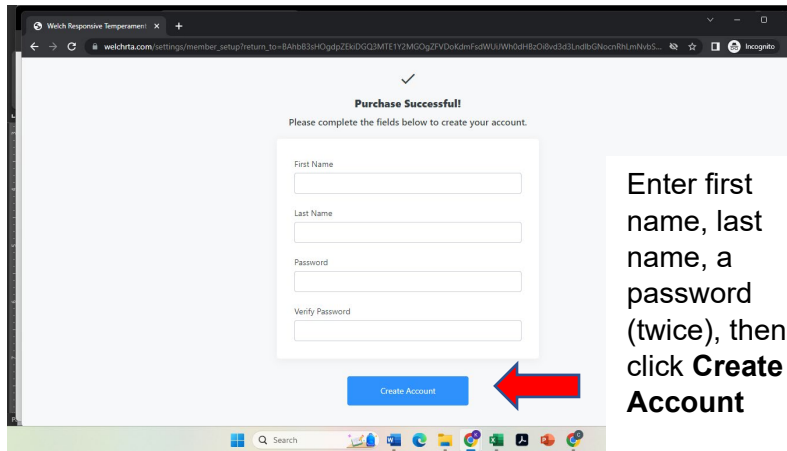 Welch Responsive Temperament
welchrta.com/settings/member_setup?return_to=
Incognito
Purchase Successful!
Please complete the fields below to create your account.
First Name
Last Name
Password
Verify Password
Create Account
Enter first
name, last
name, a
password
(twice), then
click Create
Account
Search